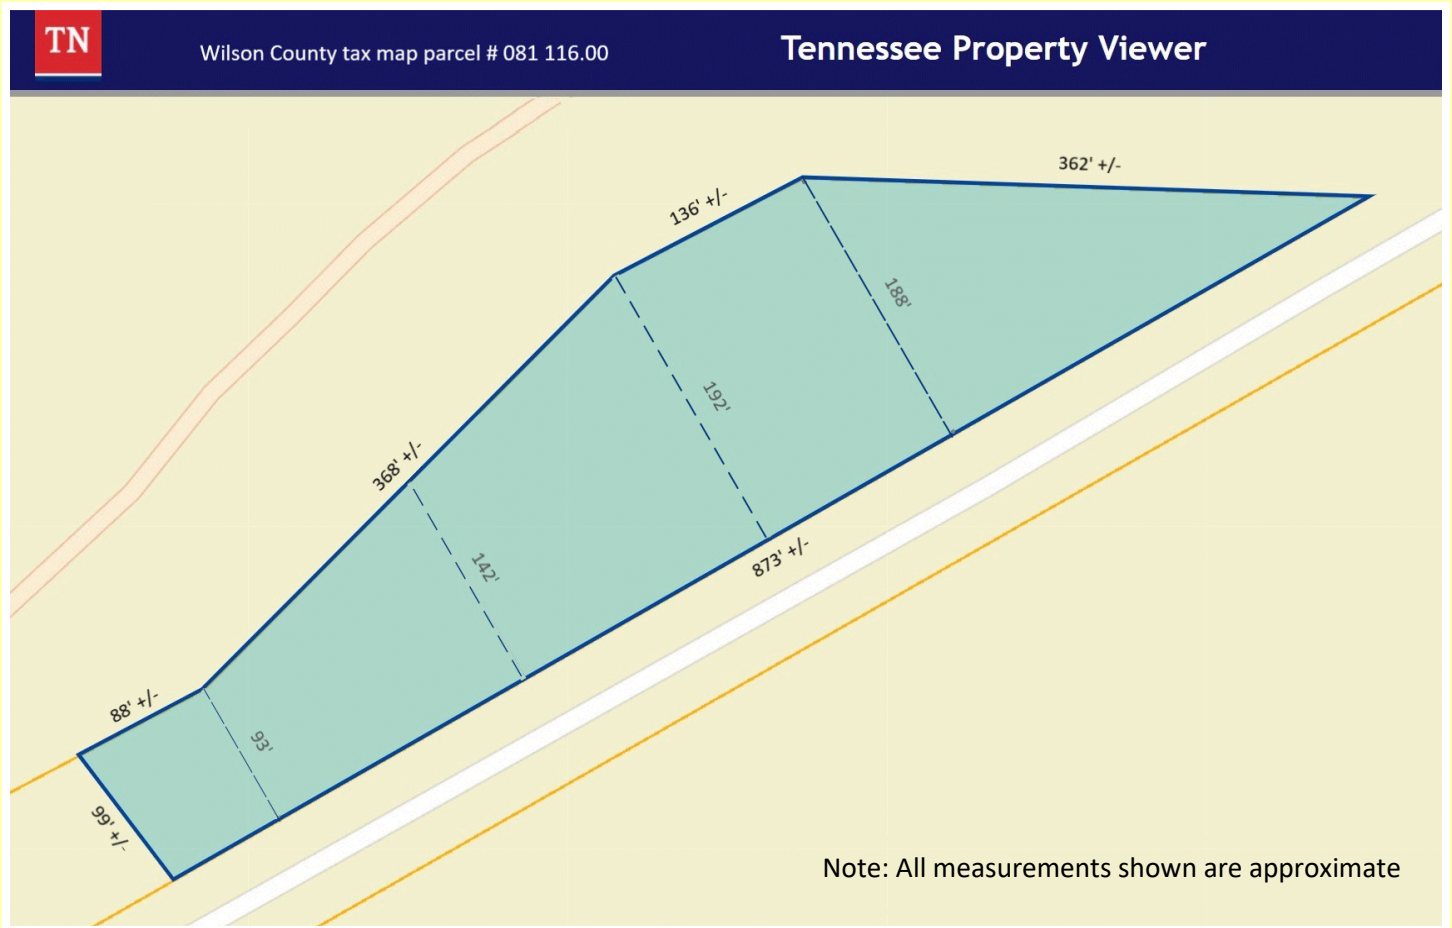 TN
Wilson County tax map parcel # 081 116.00
Tennessee Property Viewer
362' +/-
136' +/-
188'
192'
368' +/-
142'
873' +/-
88' +/-
93'
99' +/-
Note: All measurements shown are approximate